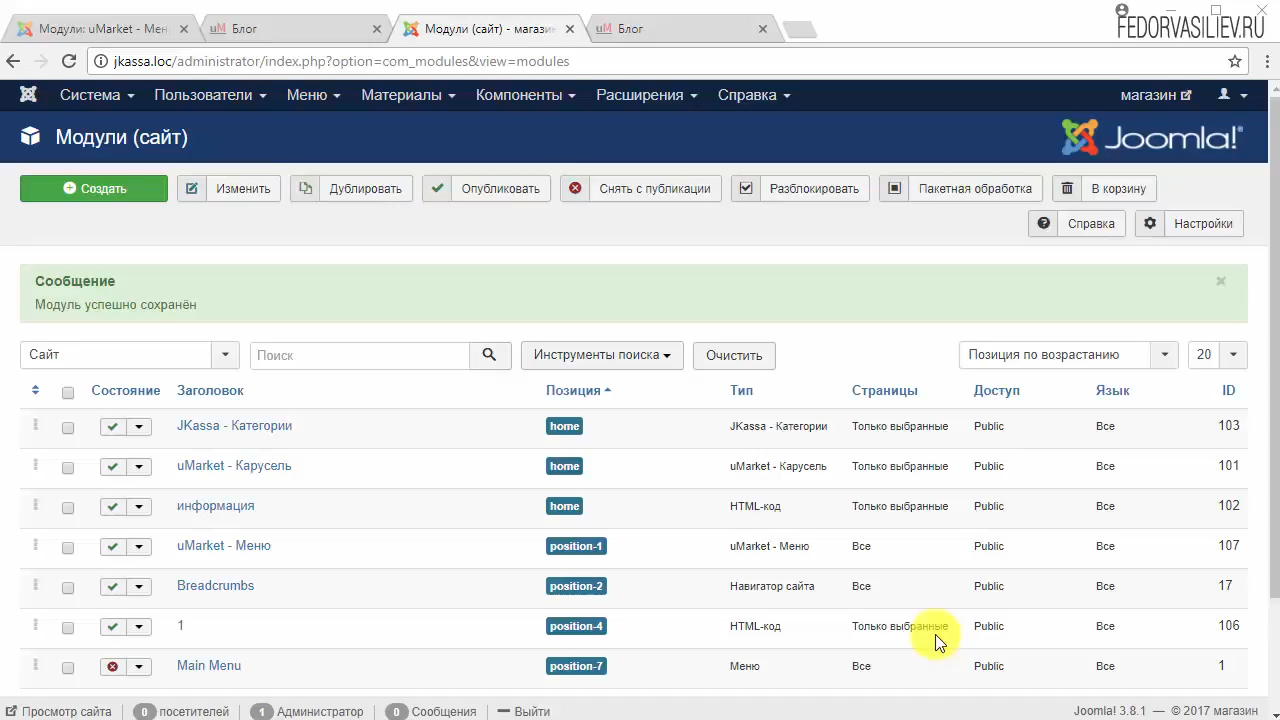 Модули: uMarket - Мен
Блог
Модули (сайт) - магази
Блог
FEDORVASILIEV.RU
jkassa.loc/administrator/index.php?option=com_modules&view=modules
Система Пользователи Меню Материалы Компоненты Расширения Справка магазин
Модули (сайт)
Joomla!
Создать Изменить Дублировать Опубликовать Снять с публикации Разблокировать Пакетная обработка В корзину
Справка Настройки
Сообщение
Модуль успешно сохранён
Сайт Поиск Инструменты поиска Очистить Позиция по возрастанию 20
Состояние Заголовок Позиция Тип Страницы Доступ Язык ID
JKassa - Категории home JKassa - Категории Только выбранные Public Все 103
uMarket - Карусель home uMarket - Карусель Только выбранные Public Все 101
информация home HTML-код Только выбранные Public Все 102
uMarket - Меню position-1 uMarket - Меню Все Public Все 107
Breadcrumbs position-2 Навигатор сайта Все Public Все 17
1 position-4 HTML-код Только выбранные Public Все 106
Main Menu position-7 Меню Все Public Все 1
Просмотр сайта 0 посетителей 1 Администратор 0 Сообщения Выйти Joomla! 3.8.1 — © 2017 магазин